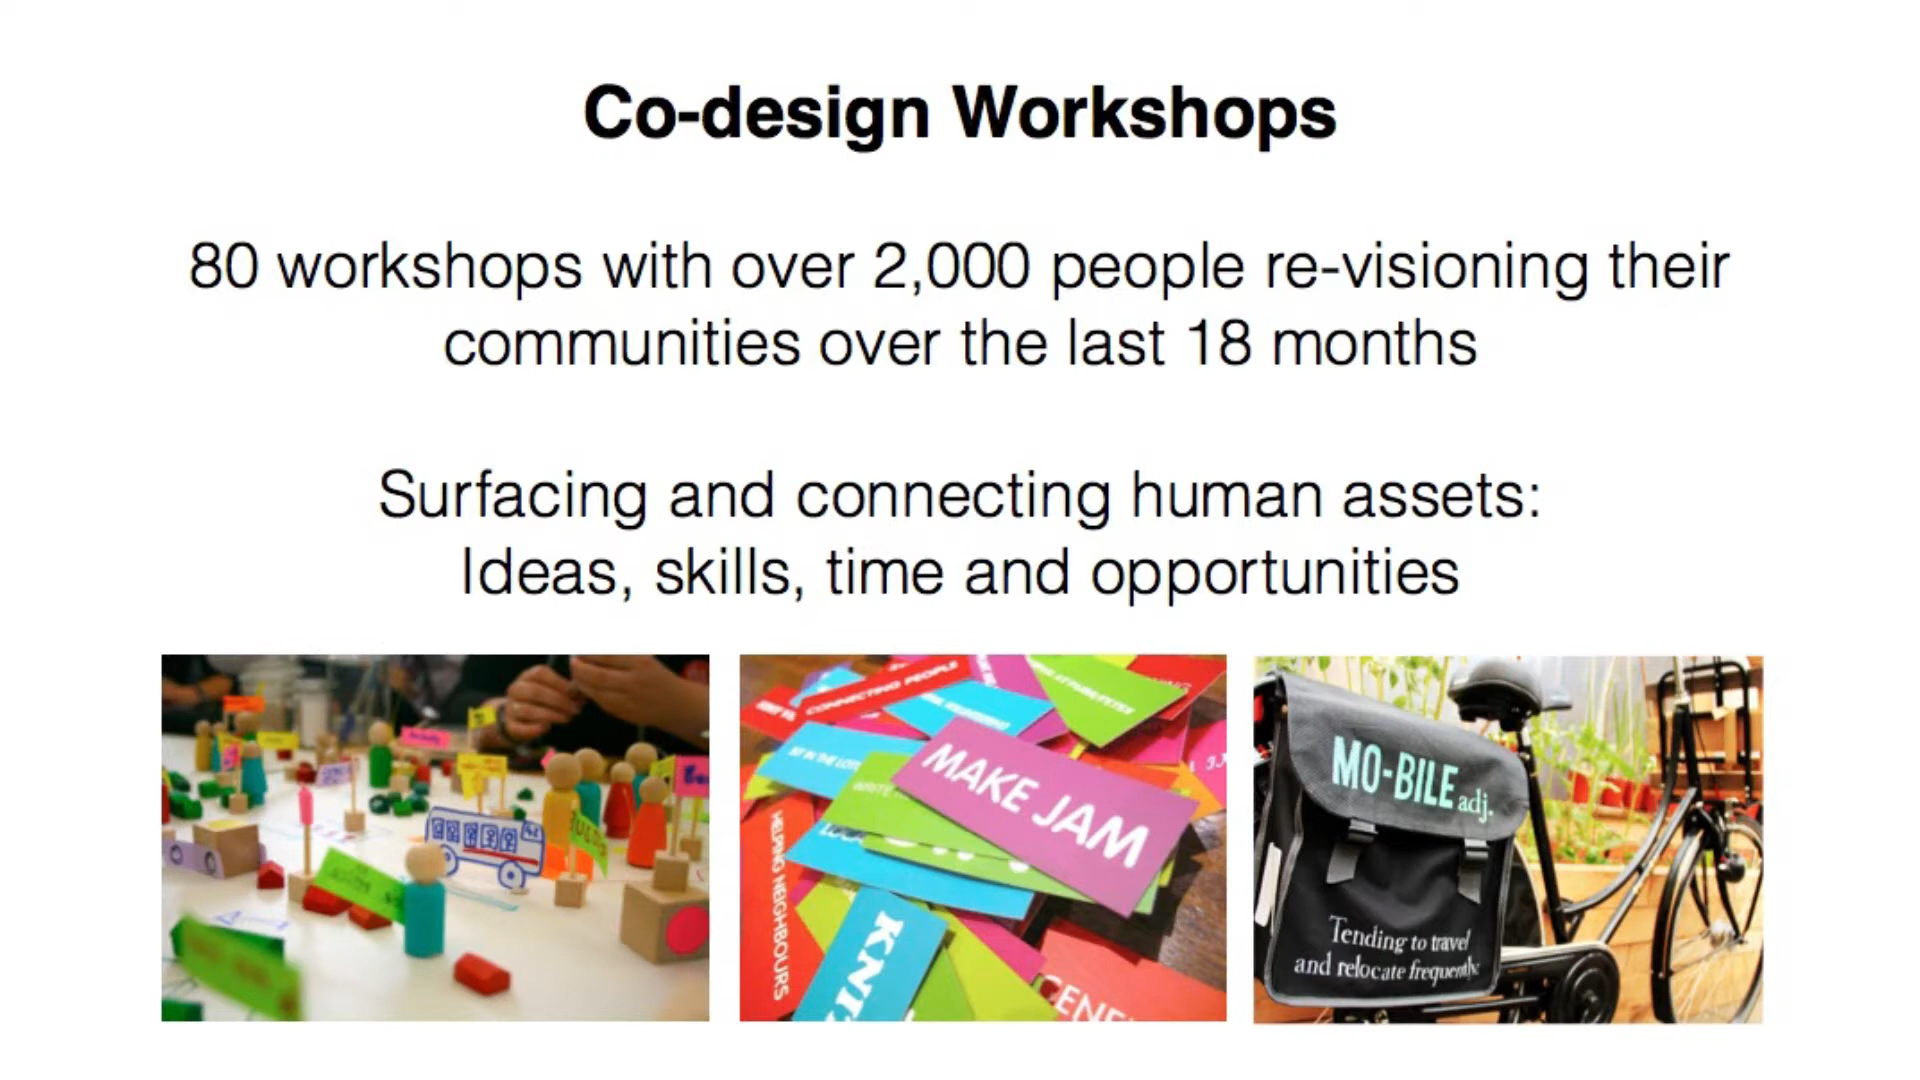 Co-design Workshops
80 workshops with over 2,000 people re-visioning their
communities over the last 18 months
Surfacing and connecting human assets:
Ideas, skills, time and opportunities
CONNECTING PEOPLE
MAKE JAM
HELPING NEIGHBOURS
MO-BILE adj.
Tending to travel
and relocate frequently.